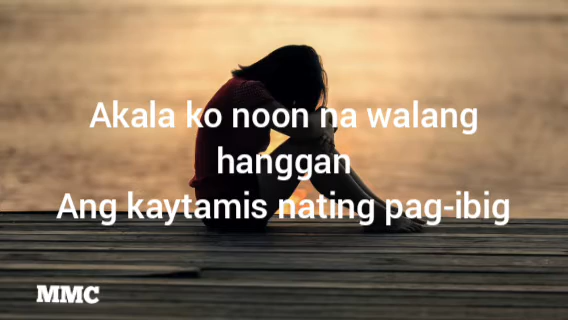 Akala ko noon na walang
hanggan
Ang kaytamis nating pag-ibig
MMC